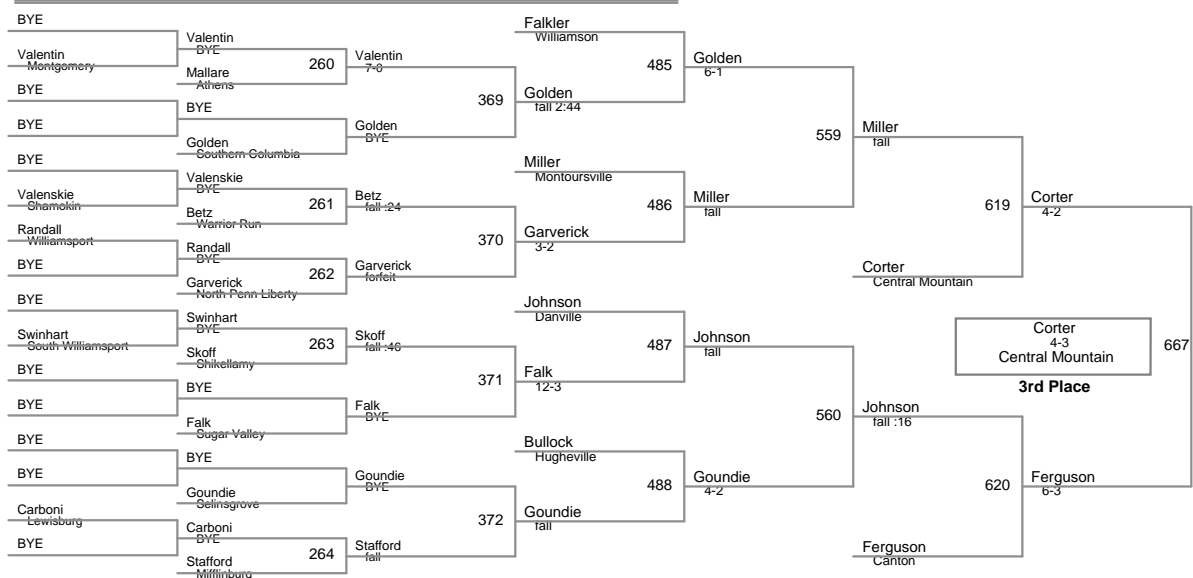 BYE
Valentin
Montgomery
BYE
BYE
BYE
Valenskie
Shamokin
Randall
Williamsport
BYE
BYE
Swinhart
South Williamsport
BYE
BYE
BYE
BYE
Carboni
Lewisburg
BYE
Valentin
BYE
Mallare
Athens
BYE
Golden
Southern Columbia
Valenskie
BYE
Betz
Warrior Run
Randall
BYE
Garverick
North Penn Liberty
Swinhart
BYE
Skoff
Shikellamy
BYE
Falk
Sugar Valley
BYE
Goundie
Selinsgrove
Carboni
BYE
Stafford
Mifflinburg
260
261
262
263
264
Valentin
7-0
Golden
BYE
Betz
fall :24
Garverick
forfeit
Skoff
fall :46
Falk
BYE
Goundie
BYE
Stafford
fall
369
370
371
372
Falkler
Williamson
Golden
fall 2:44
Miller
Montoursville
Garverick
3-2
Johnson
Danville
Falk
12-3
Bullock
Hugheville
Goundie
fall
485
486
487
488
Golden
6-1
Miller
fall
Johnson
fall
Goundie
4-2
559
560
Miller
fall
Corter
Central Mountain
Johnson
fall :16
Ferguson
Canton
619
620
Corter
4-2
Ferguson
6-3
667
Corter
4-3
Central Mountain
3rd Place